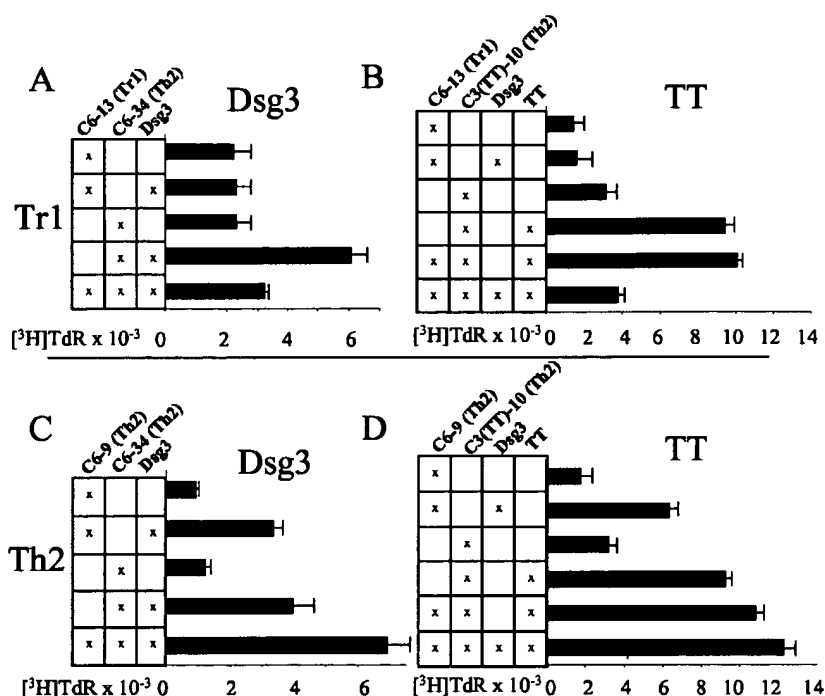 A
C6-13 (Tr1)
C6-34 (Th2)
Dsg3
Dsg3
x
x x
Tr1
x
x x
x x x
[³H]TdR x 10⁻³ 0 2 4 6
B
C6-13 (Tr1)
C3(TT)-10 (Th2)
Dsg3
TT
TT
x
x x
x
x x
x x x
x x x x
[³H]TdR x 10⁻³ 0 2 4 6 8 10 12 14
C
C6-9 (Th2)
C6-34 (Th2)
Dsg3
Dsg3
x
x x
Th2
x
x x
x x x
[³H]TdR x 10⁻³ 0 2 4 6
D
C6-9 (Th2)
C3(TT)-10 (Th2)
Dsg3
TT
TT
x
x x
x
x x
x x x
x x x x
[³H]TdR x 10⁻³ 0 2 4 6 8 10 12 14